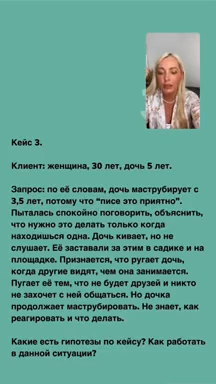 Кейс 3.
Клиент: женщина, 30 лет, дочь 5 лет.
Запрос: по её словам, дочь маструбирует с
3,5 лет, потому что “писе это приятно”.
Пыталась спокойно поговорить, объяснить,
что нужно это делать только когда
находишься одна. Дочь кивает, но не
слушает. Её заставали за этим в садике и на
площадке. Признается, что ругает дочь,
когда другие видят, чем она занимается.
Пугает её тем, что не будет друзей и никто
не захочет с ней общаться. Но дочка
продолжает маструбировать. Не знает, как
реагировать и что делать.
Какие есть гипотезы по кейсу? Как работать
в данной ситуации?